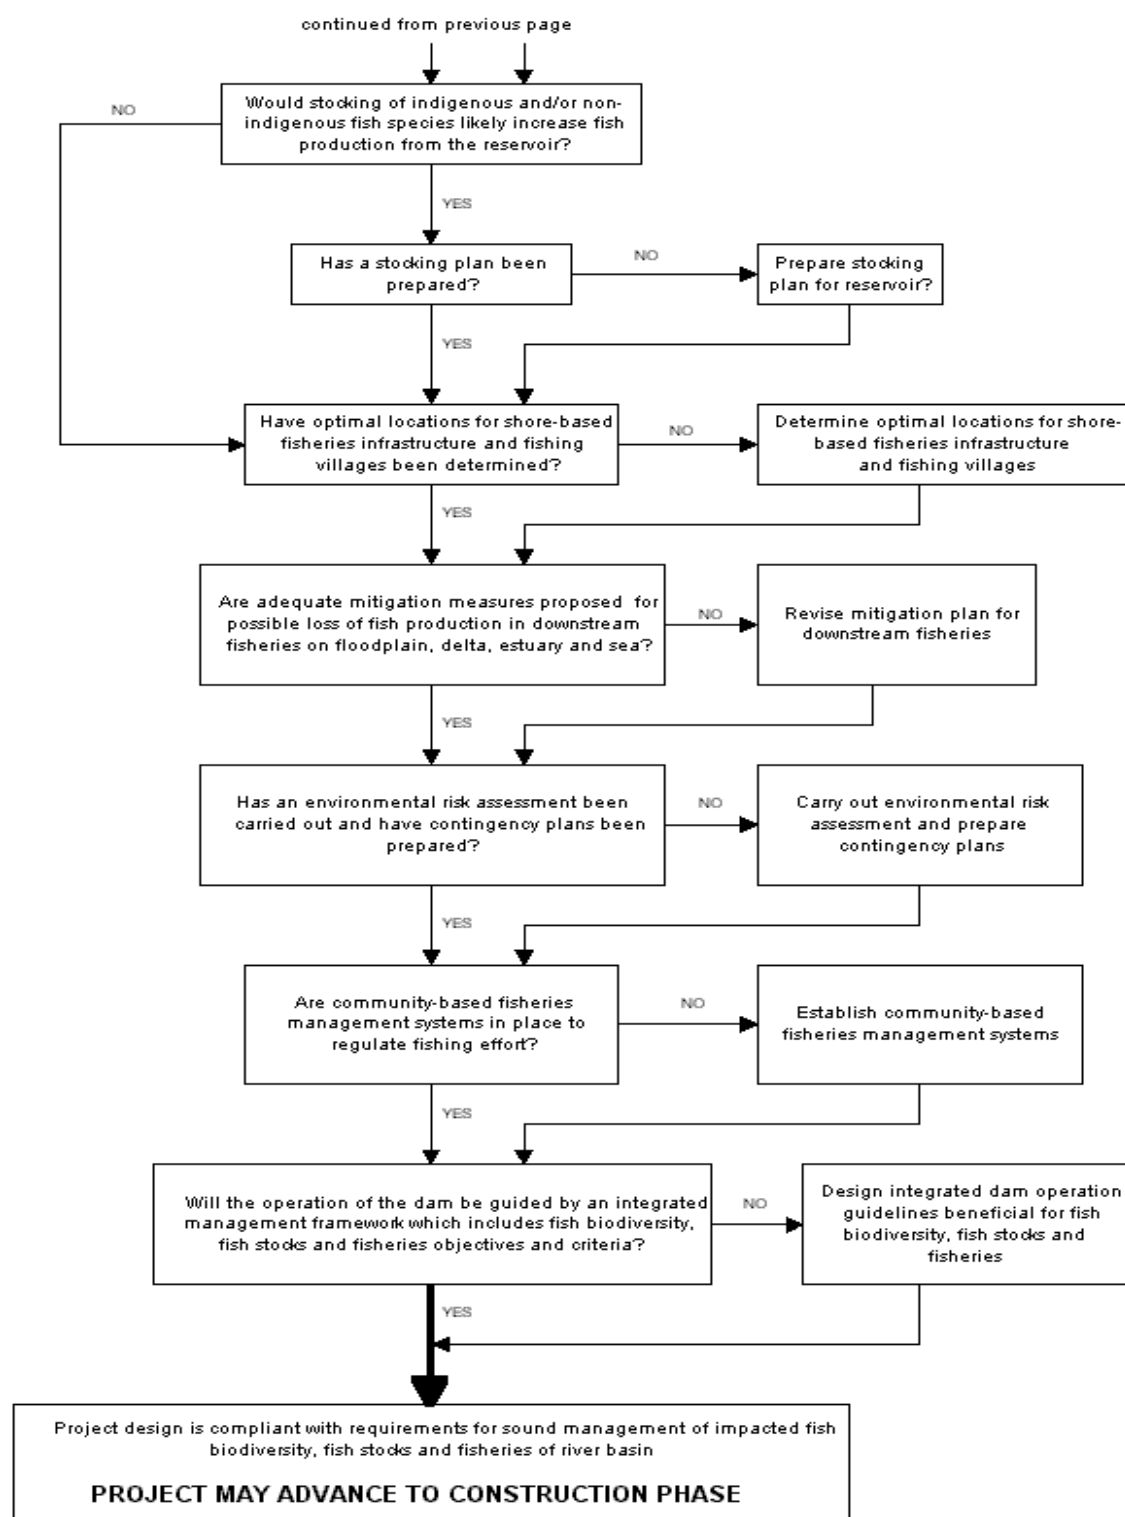 continued from previous page
NO
Would stocking of indigenous and/or non-
indigenous fish species likely increase fish
production from the reservoir?
YES
Has a stocking plan been
prepared?
NO
Prepare stocking
plan for reservoir?
YES
Have optimal locations for shore-based
fisheries infrastructure and fishing
villages been determined?
NO
Determine optimal locations for shore-
based fisheries infrastructure
and fishing villages
YES
Are adequate mitigation measures proposed for
possible loss of fish production in downstream
fisheries on floodplain, delta, estuary and sea?
NO
Revise mitigation plan for
downstream fisheries
YES
Has an environmental risk assessment been
carried out and have contingency plans been
prepared?
NO
Carry out environmental risk
assessment and prepare
contingency plans
YES
Are community-based fisheries
management systems in place to
regulate fishing effort?
NO
Establish community-based
fisheries management systems
YES
Will the operation of the dam be guided by an integrated
management framework which includes fish biodiversity,
fish stocks and fisheries objectives and criteria?
NO
Design integrated dam operation
guidelines beneficial for fish
biodiversity, fish stocks and
fisheries
YES
Project design is compliant with requirements for sound management of impacted fish
biodiversity, fish stocks and fisheries of river basin
PROJECT MAY ADVANCE TO CONSTRUCTION PHASE